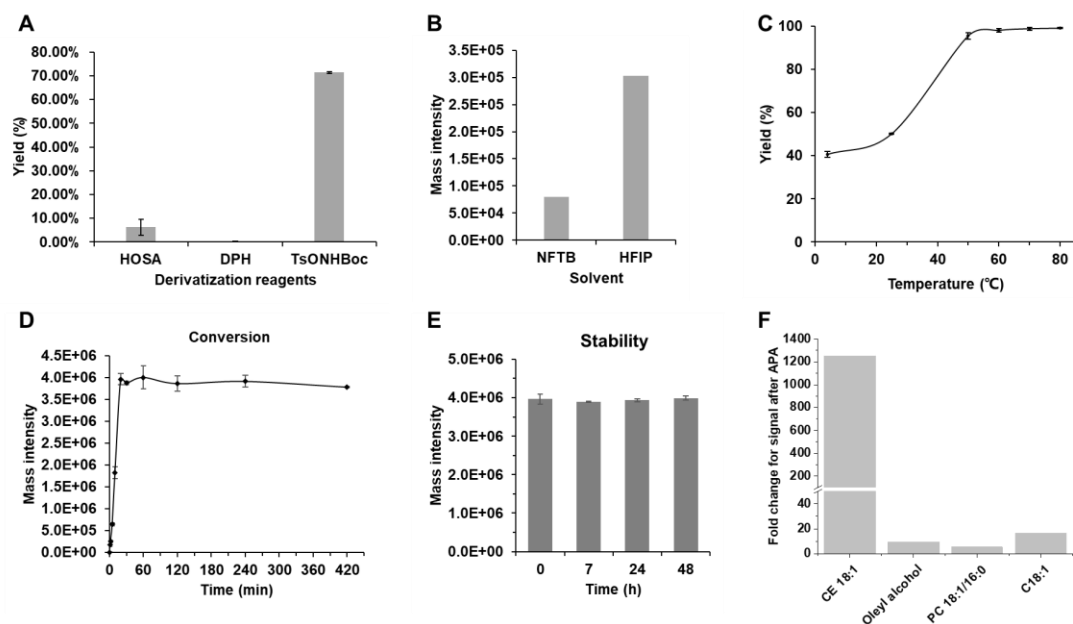 A
80.00%
70.00%
60.00%
50.00%
40.00%
30.00%
20.00%
10.00%
0.00%
Yield (%)
HOSA DPH TsONHBoc
Derivatization reagents
B
3.5E+05
3.0E+05
2.5E+05
2.0E+05
1.5E+05
1.0E+05
5.0E+04
0.0E+00
Mass intensity
NFTB HFIP
Solvent
C
100
80
60
40
20
0
Yield (%)
0 20 40 60 80
Temperature (℃)
D
Conversion
4.5E+06
4.0E+06
3.5E+06
3.0E+06
2.5E+06
2.0E+06
1.5E+06
1.0E+06
5.0E+05
0.0E+00
Mass intensity
0 60 120 180 240 300 360 420
Time (min)
E
Stability
5.0E+06
4.0E+06
3.0E+06
2.0E+06
1.0E+06
0.0E+00
Mass intensity
0 7 24 48
Time (h)
F
1400
1200
1000
800
600
400
200
40
20
0
Fold change for signal after APA
CE 18:1
Oleyl alcohol
PC 18:1/16:0
C18:1